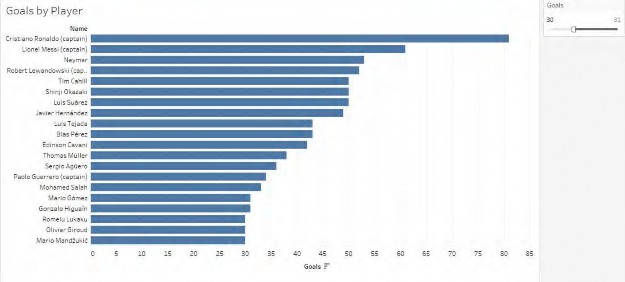 Goals by Player
Name
Cristiano Ronaldo (captain)
Lionel Messi (captain)
Neymar
Robert Lewandowski (cap..
Tim Cahill
Shinji Okazaki
Luis Suárez
Javier Hernández
Luis Tejada
Blas Pérez
Edinson Cavani
Thomas Müller
Sergio Agüero
Paolo Guerrero (captain)
Mohamed Salah
Mario Gómez
Gonzalo Higuaín
Romelu Lukaku
Olivier Giroud
Mario Mandžukić
0 5 10 15 20 25 30 35 40 45 50 55 60 65 70 75 80 85
Goals
Goals
30 81